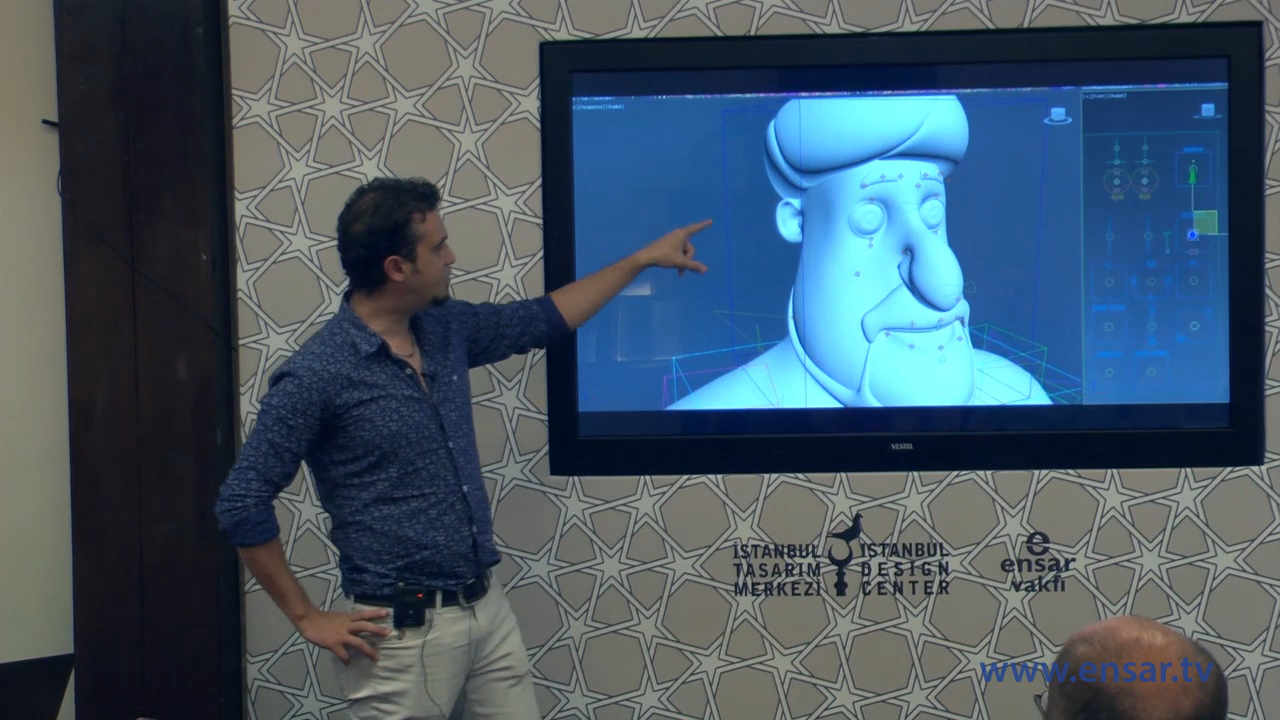 VESTEL
İSTANBUL
TASARIM
MERKEZİ
İSTANBUL
DESIGN
CENTER
e
ensar
vakfı
www.ensar.tv